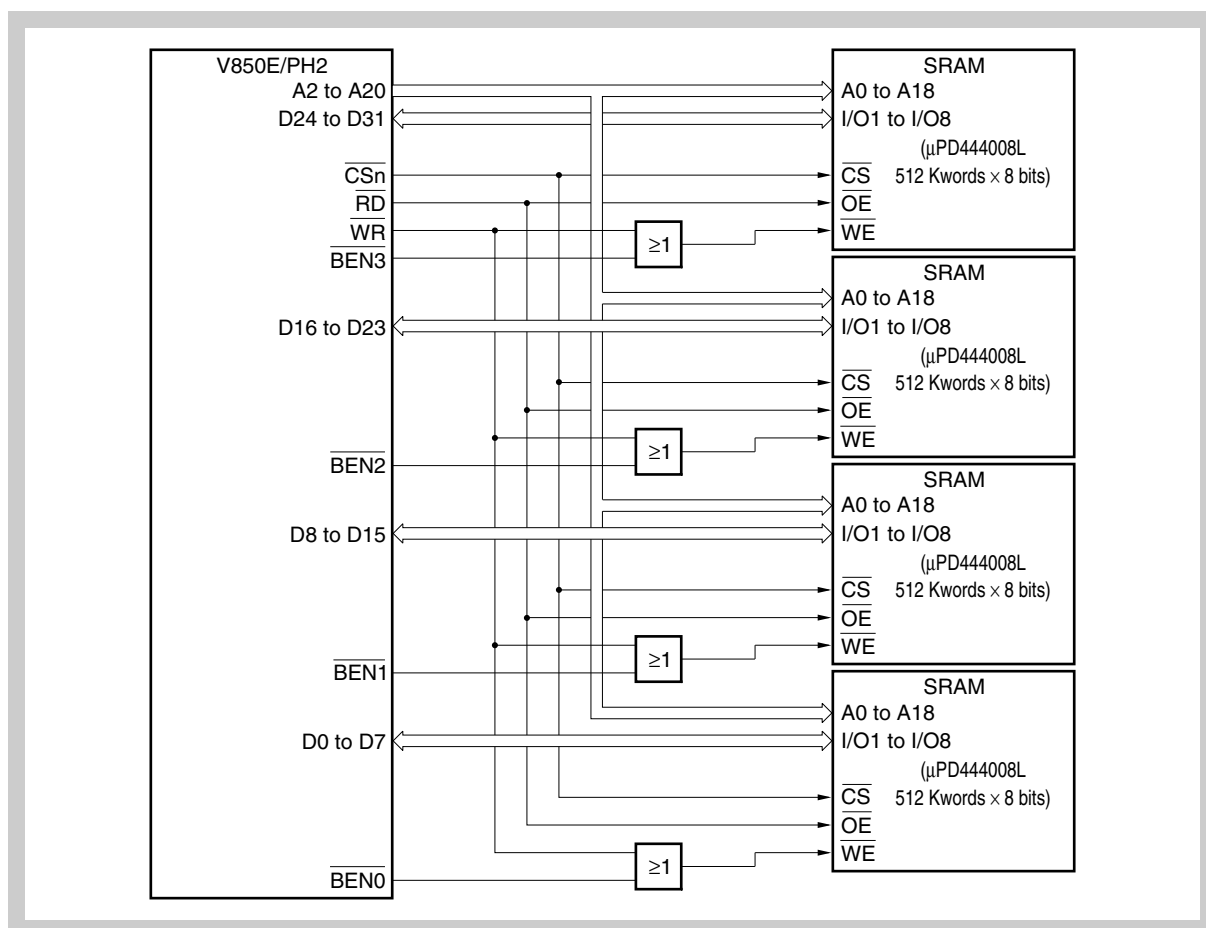 V850E/PH2
A2 to A20
D24 to D31
CSn
RD
WR
BEN3
D16 to D23
BEN2
D8 to D15
BEN1
D0 to D7
BEN0
≥1
≥1
≥1
≥1
SRAM
A0 to A18
I/O1 to I/O8
(μPD444008L
CS 512 Kwords × 8 bits)
OE
WE
SRAM
A0 to A18
I/O1 to I/O8
(μPD444008L
CS 512 Kwords × 8 bits)
OE
WE
SRAM
A0 to A18
I/O1 to I/O8
(μPD444008L
CS 512 Kwords × 8 bits)
OE
WE
SRAM
A0 to A18
I/O1 to I/O8
(μPD444008L
CS 512 Kwords × 8 bits)
OE
WE